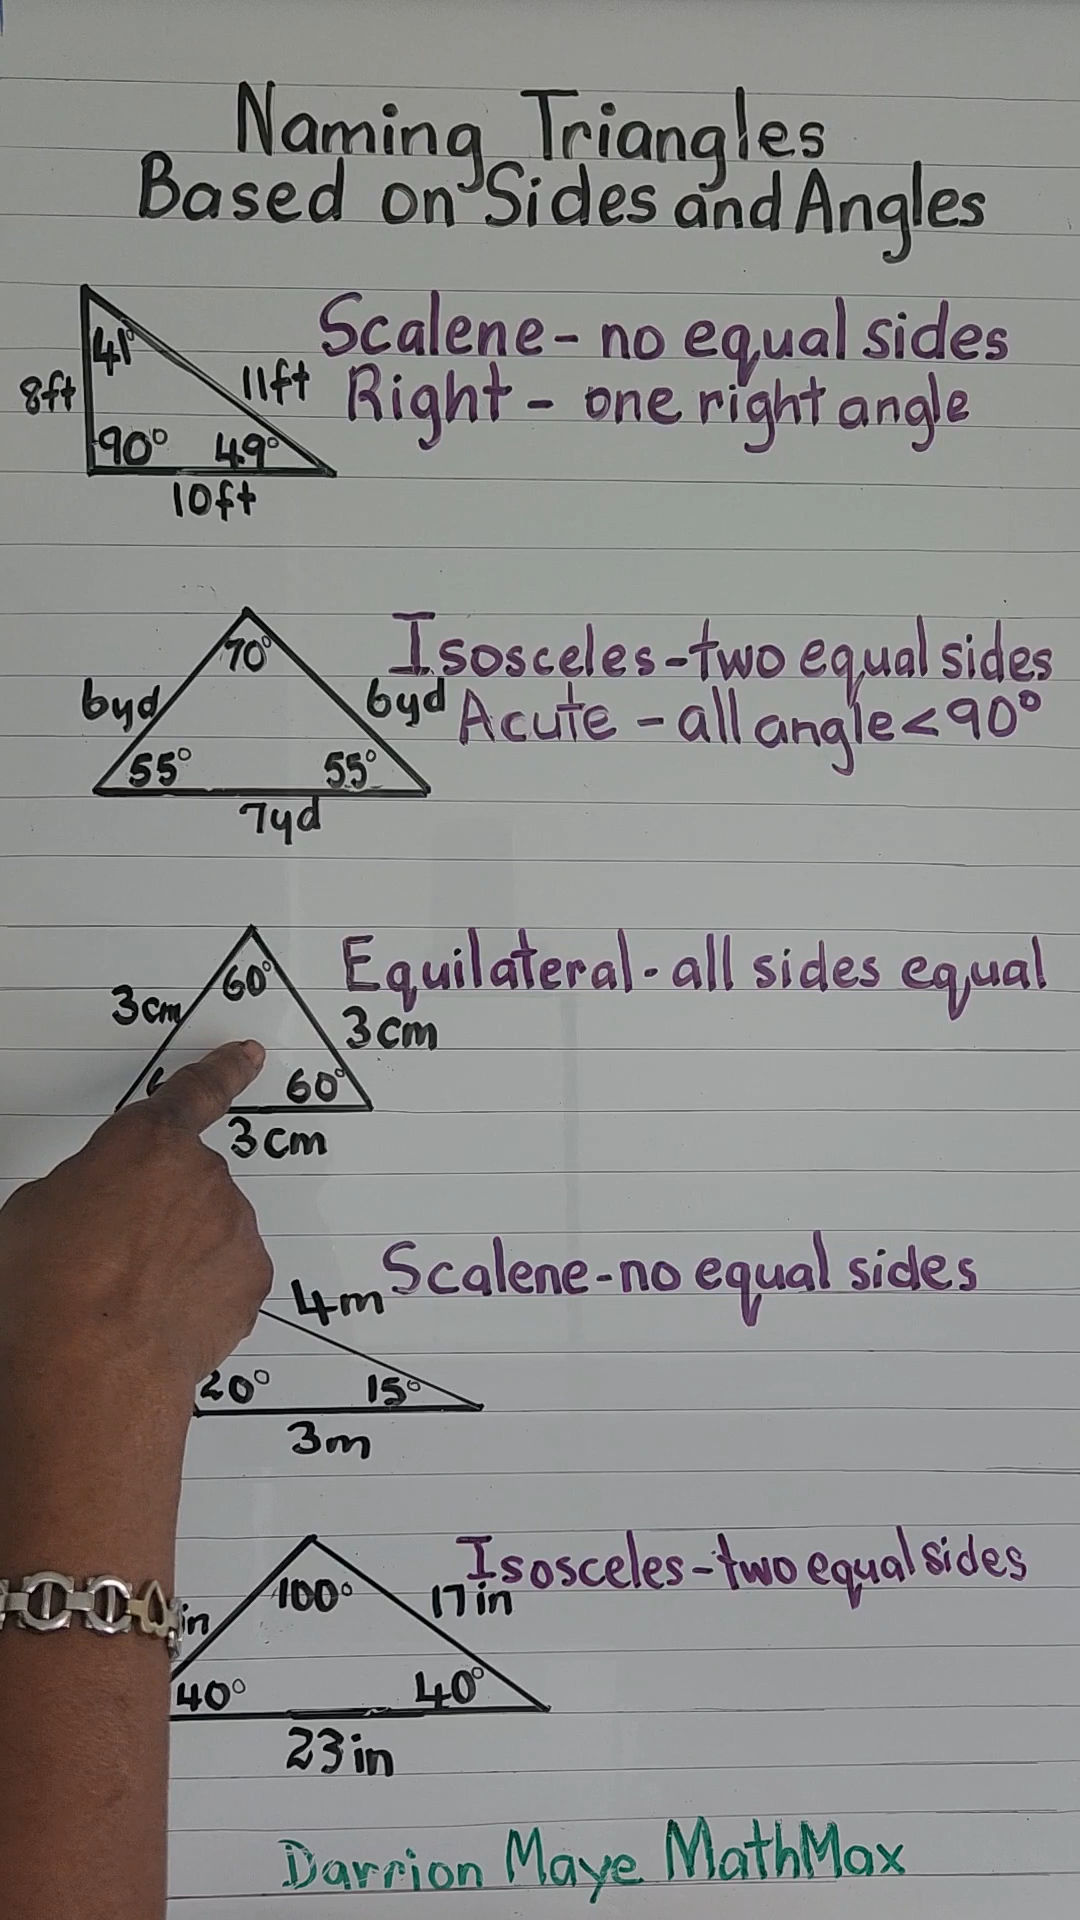 Naming Triangles
Based on Sides and Angles
41°
8ft
11ft
90° 49°
10ft
Scalene - no equal sides
Right - one right angle
70°
6yd
6yd
55° 55°
7yd
Isosceles - two equal sides
Acute - all angle < 90°
60°
3cm
3cm
60°
3cm
Equilateral - all sides equal
4m
20° 15°
3m
Scalene - no equal sides
100°
in
17in
40° 40°
23in
Isosceles - two equal sides
Darrion Maye MathMax